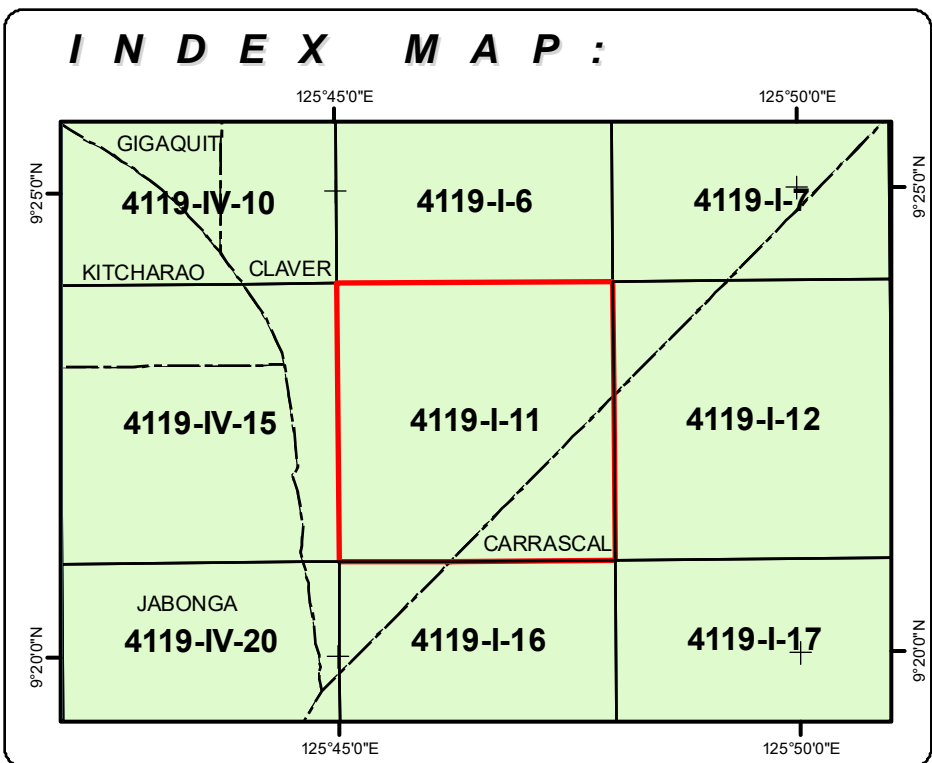 INDEX MAP:
125°45'0"E 125°50'0"E
GIGAQUIT
9°25'0"N 9°25'0"N
4119-IV-10 4119-I-6 4119-I-7
KITCHARAO CLAVER
4119-IV-15 4119-I-11 4119-I-12
CARRASCAL
JABONGA
4119-IV-20 4119-I-16 4119-I-17
9°20'0"N 9°20'0"N
125°45'0"E 125°50'0"E